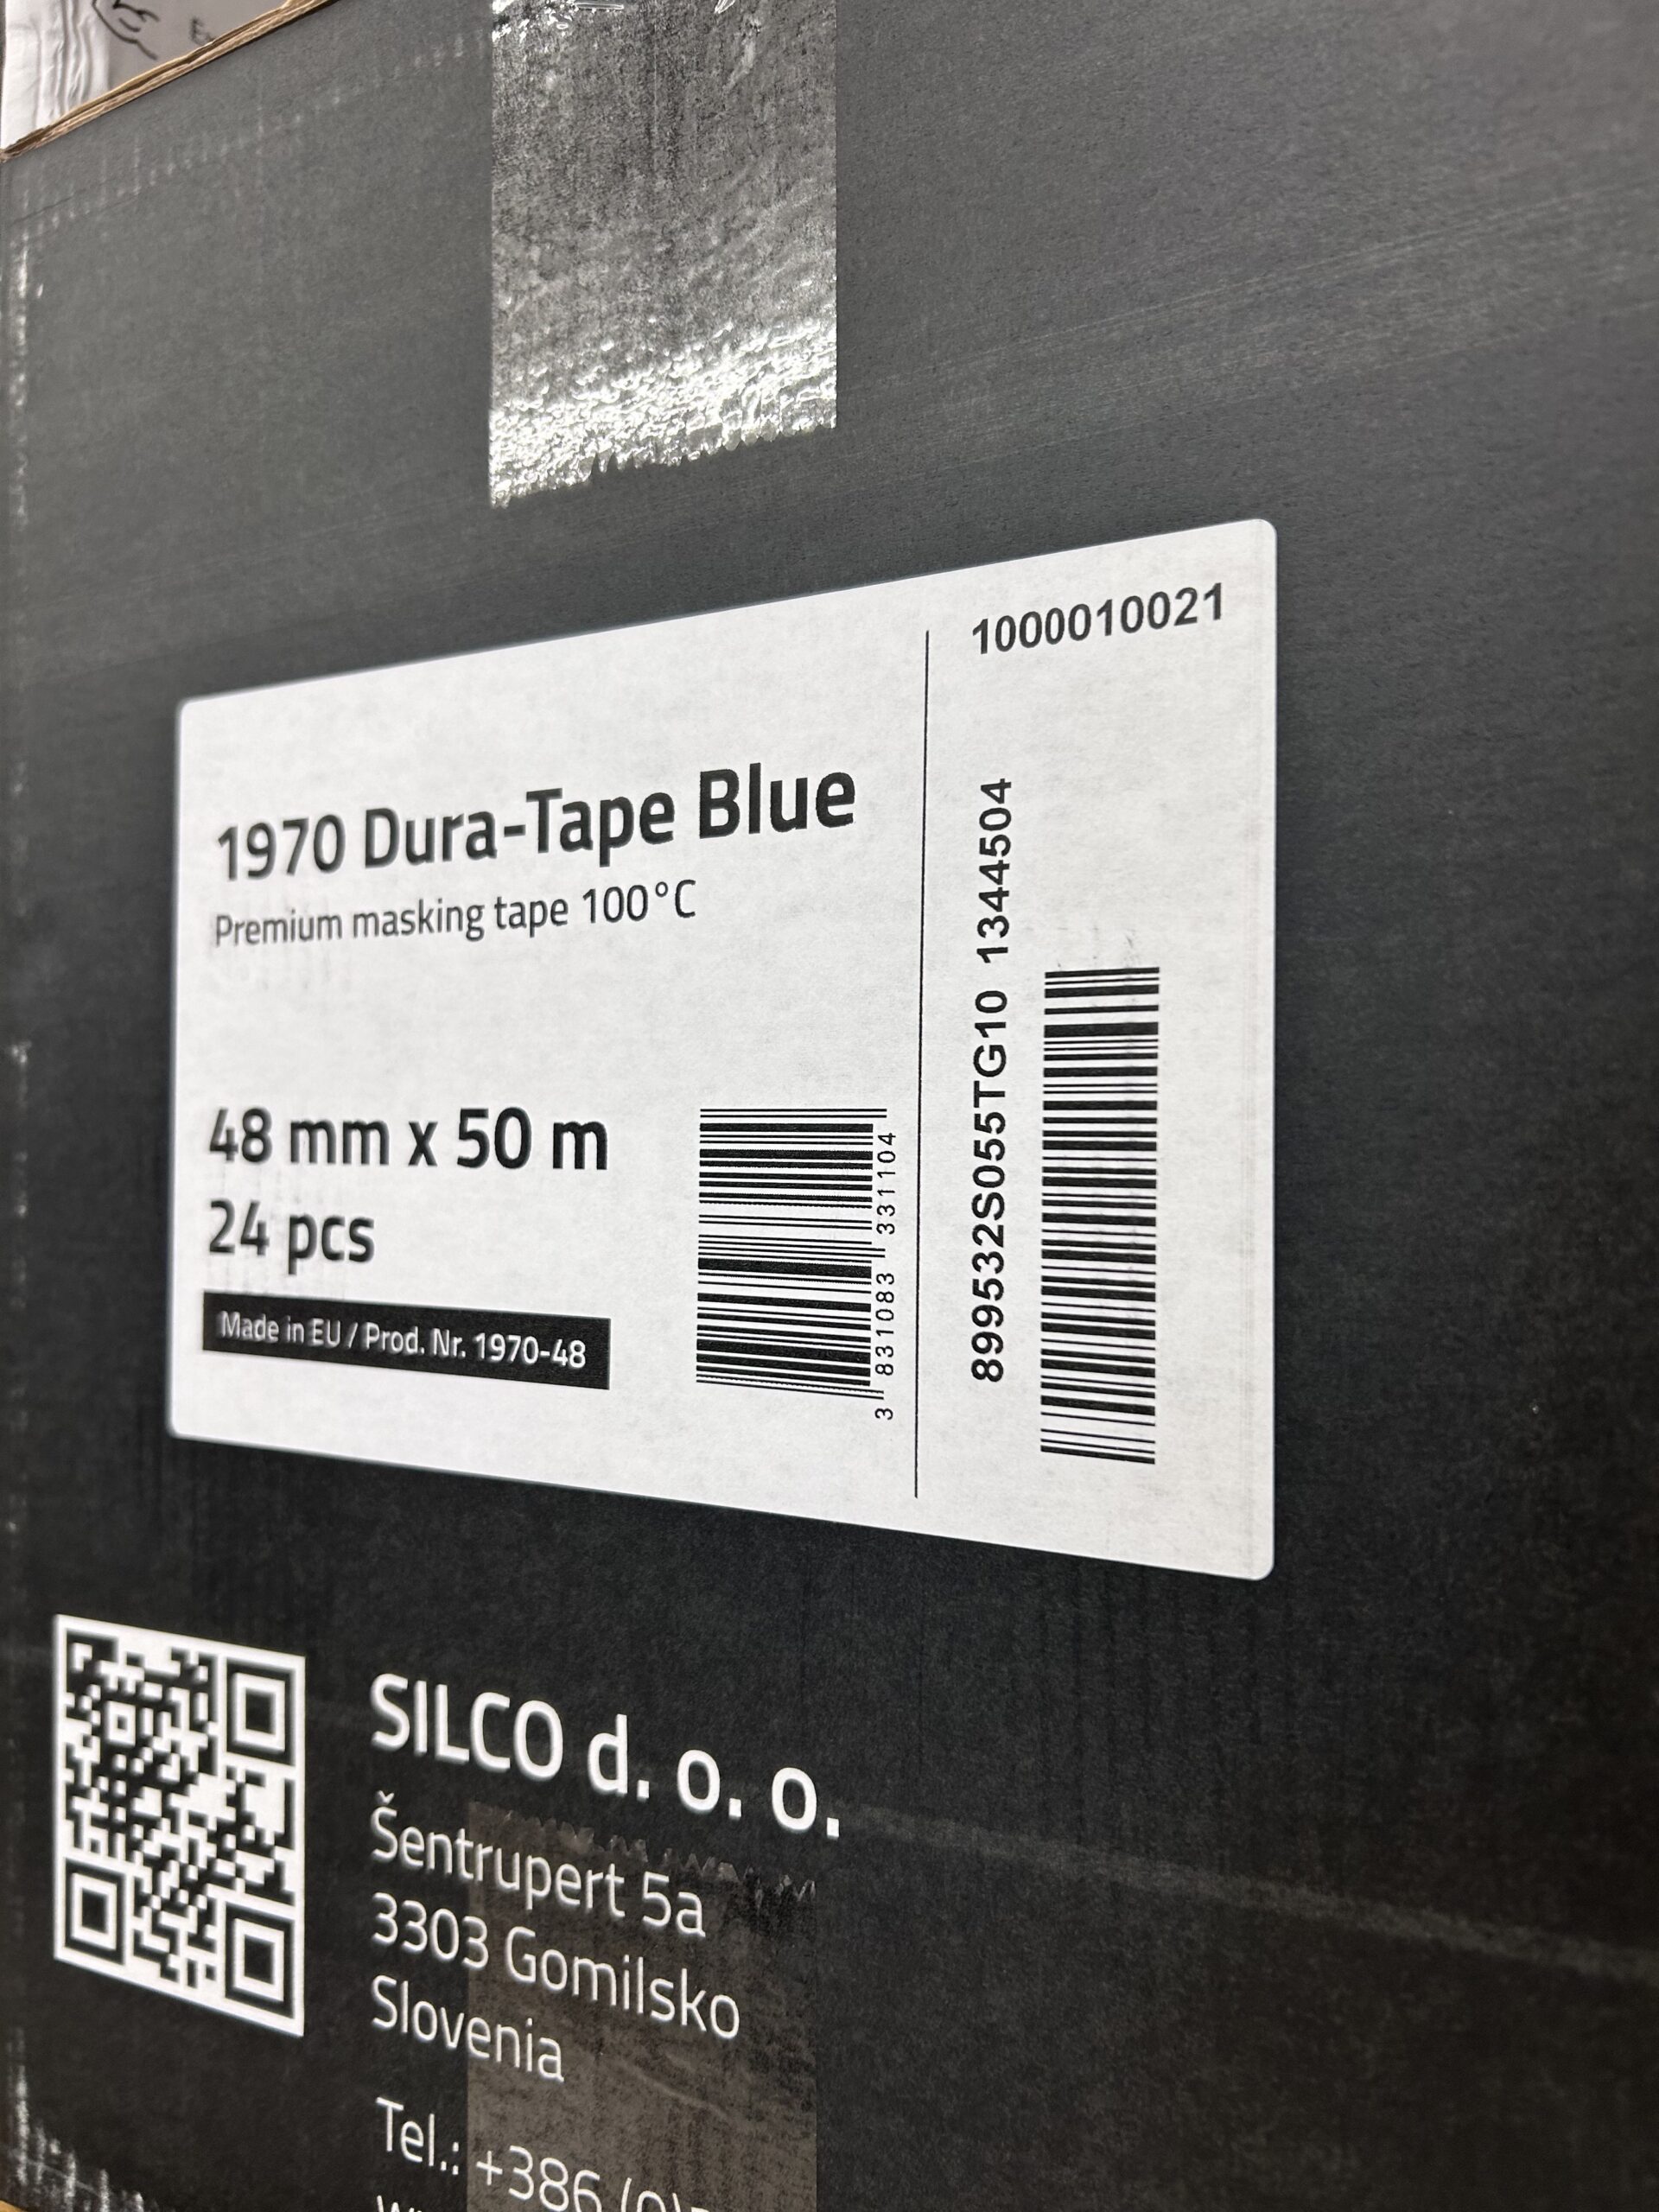 1000010021
1970 Dura-Tape Blue
Premium masking tape 100°C
48 mm x 50 m
24 pcs
Made in EU / Prod. Nr. 1970-48
3 831083 331104
899532S055TG10 1344504
SILCO d. o. o.
Šentrupert 5a
3303 Gomilsko
Slovenia
Tel.: +386